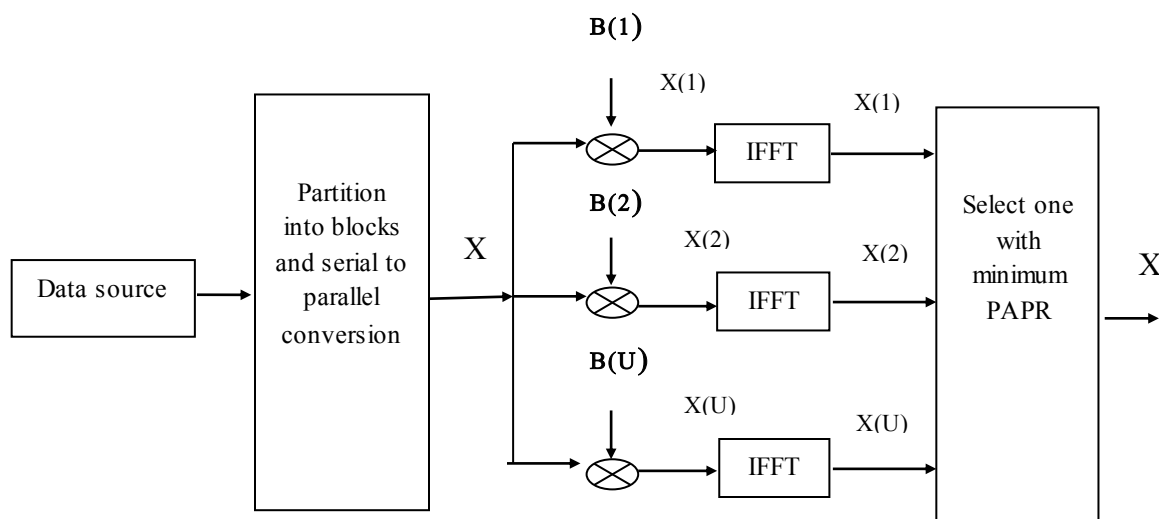 B(1)
X(1)
X(1)
IFFT
Partition
into blocks
and serial to
parallel
conversion
B(2)
Select one
with
minimum
PAPR
X
X(2)
X(2)
X
Data source
IFFT
B(U)
X(U)
X(U)
IFFT